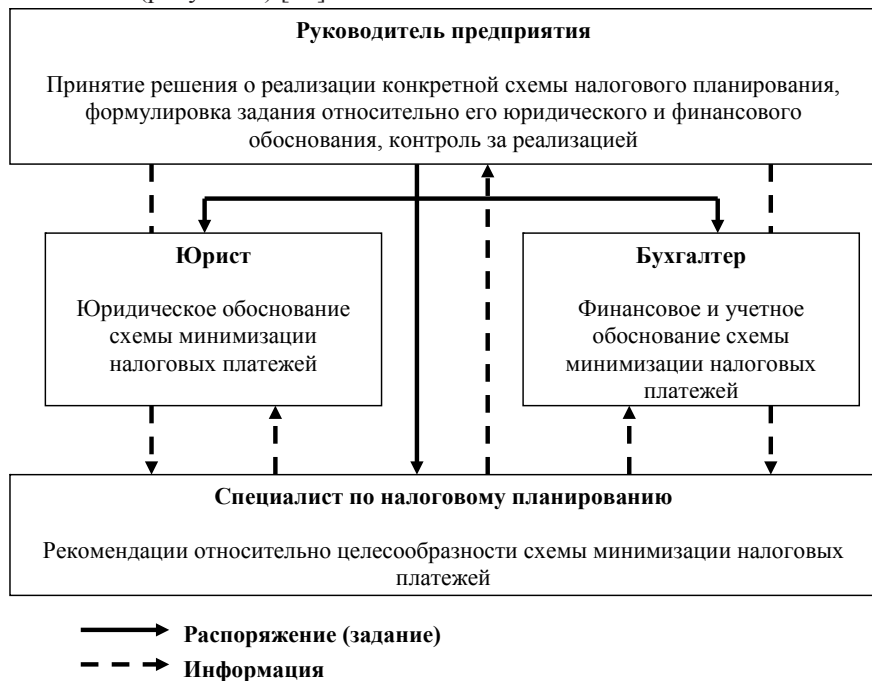 Руководитель предприятия
Принятие решения о реализации конкретной схемы налогового планирования,
формулировка задания относительно его юридического и финансового
обоснования, контроль за реализацией
Юрист
Юридическое обоснование
схемы минимизации
налоговых платежей
Бухгалтер
Финансовое и учетное
обоснование схемы
минимизации налоговых
платежей
Специалист по налоговому планированию
Рекомендации относительно целесообразности схемы минимизации налоговых
платежей
Распоряжение (задание)
Информация